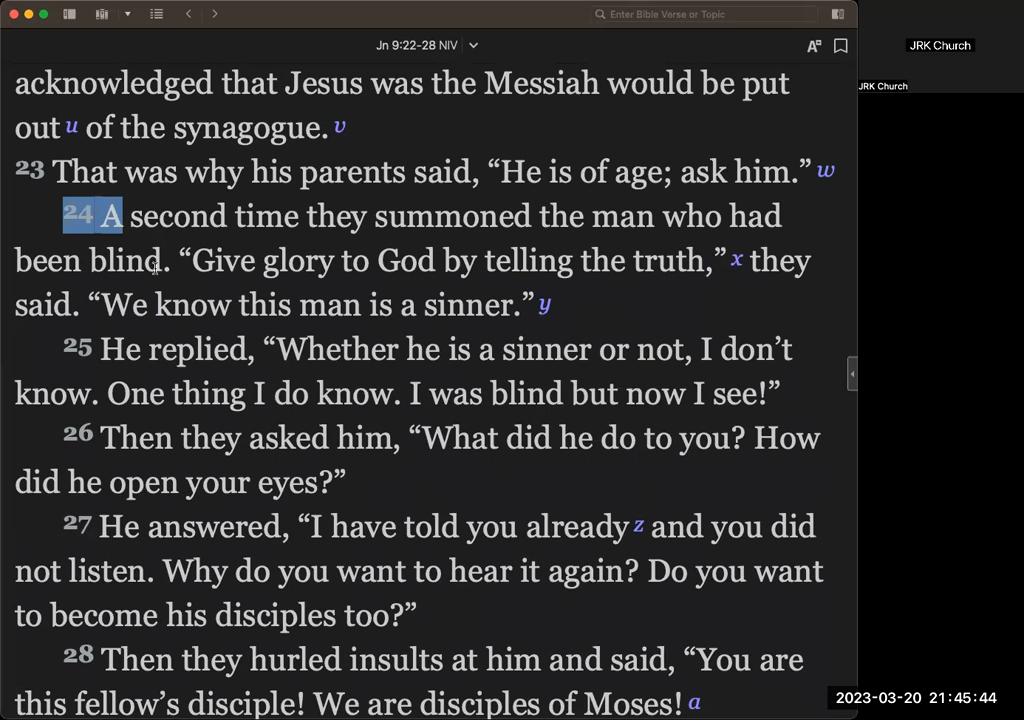 Enter Bible Verse or Topic
Jn 9:22-28 NIV
acknowledged that Jesus was the Messiah would be put
out u of the synagogue. v
23 That was why his parents said, “He is of age; ask him.” w
24 A second time they summoned the man who had
been blind. “Give glory to God by telling the truth,” x they
said. “We know this man is a sinner.” y
25 He replied, “Whether he is a sinner or not, I don’t
know. One thing I do know. I was blind but now I see!”
26 Then they asked him, “What did he do to you? How
did he open your eyes?”
27 He answered, “I have told you already z and you did
not listen. Why do you want to hear it again? Do you want
to become his disciples too?”
28 Then they hurled insults at him and said, “You are
this fellow’s disciple! We are disciples of Moses! a
JRK Church
JRK Church
2023-03-20 21:45:44